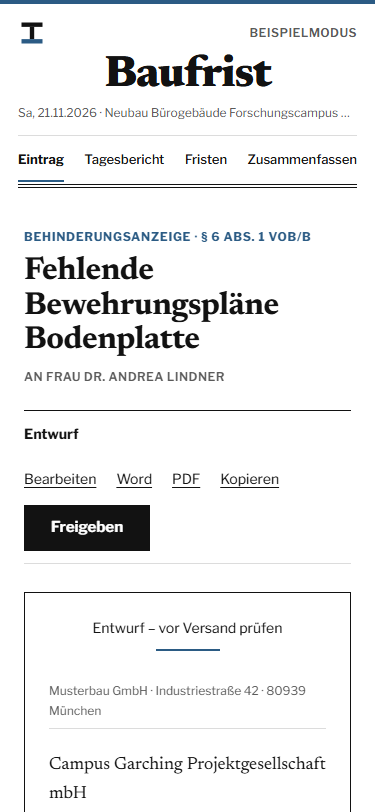 BEISPIELMODUS
Baufrist
Sa, 21.11.2026 · Neubau Bürogebäude Forschungscampus ...
Eintrag Tagesbericht Fristen Zusammenfassen
BEHINDERUNGSANZEIGE · § 6 ABS. 1 VOB/B
Fehlende
Bewehrungspläne
Bodenplatte
AN FRAU DR. ANDREA LINDNER
Entwurf
Bearbeiten Word PDF Kopieren
Freigeben
Entwurf – vor Versand prüfen
Musterbau GmbH · Industriestraße 42 · 80939
München
Campus Garching Projektgesellschaft
mbH